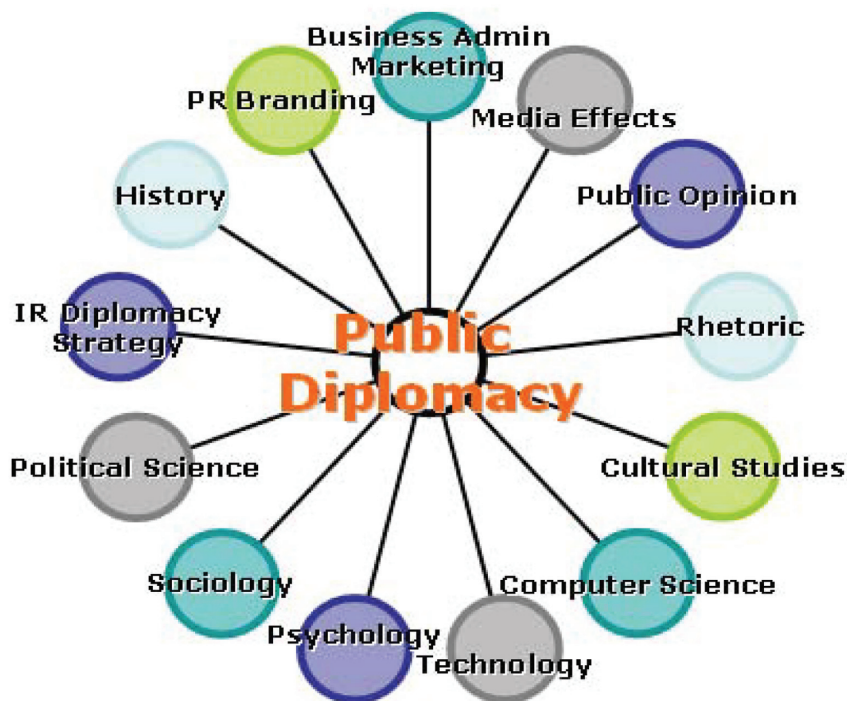 Business Admin
Marketing
PR Branding
Media Effects
History
Public Opinion
IR Diplomacy
Strategy
Public
Diplomacy
Rhetoric
Political Science
Cultural Studies
Sociology
Computer Science
Psychology
Technology